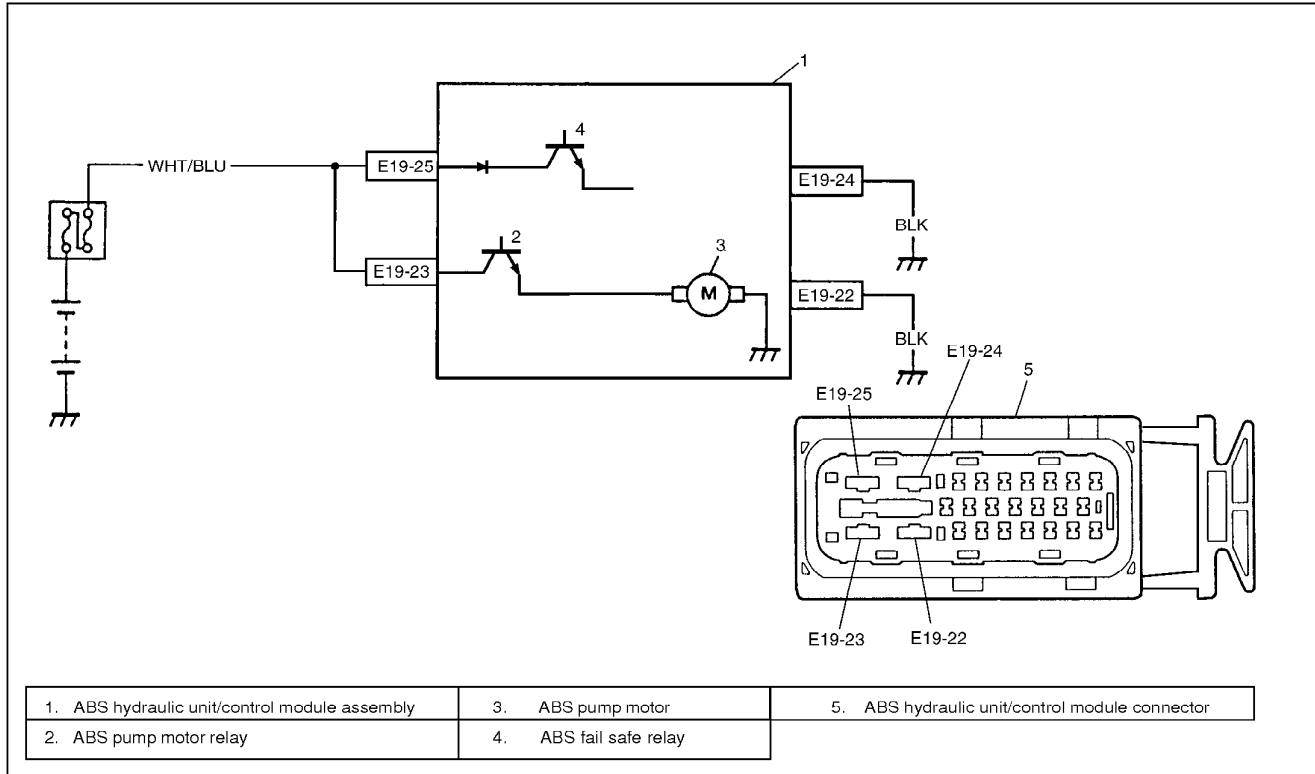 1
4
WHT/BLU
E19-25
E19-24
BLK
2
3
E19-23
M
E19-22
BLK
E19-24
5
E19-25
E19-23
E19-22
1. ABS hydraulic unit/control module assembly
3. ABS pump motor
5. ABS hydraulic unit/control module connector
2. ABS pump motor relay
4. ABS fail safe relay